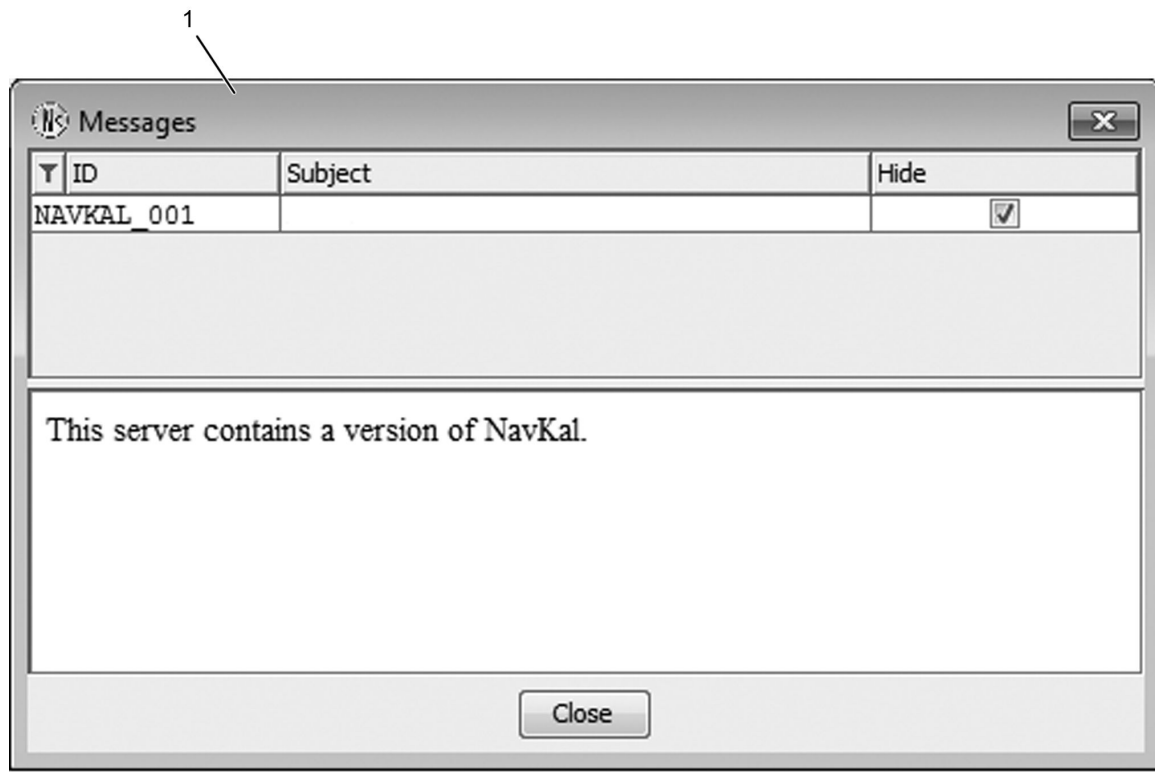 1
Messages
ID Subject Hide
NAVKAL_001
This server contains a version of NavKal.
Close